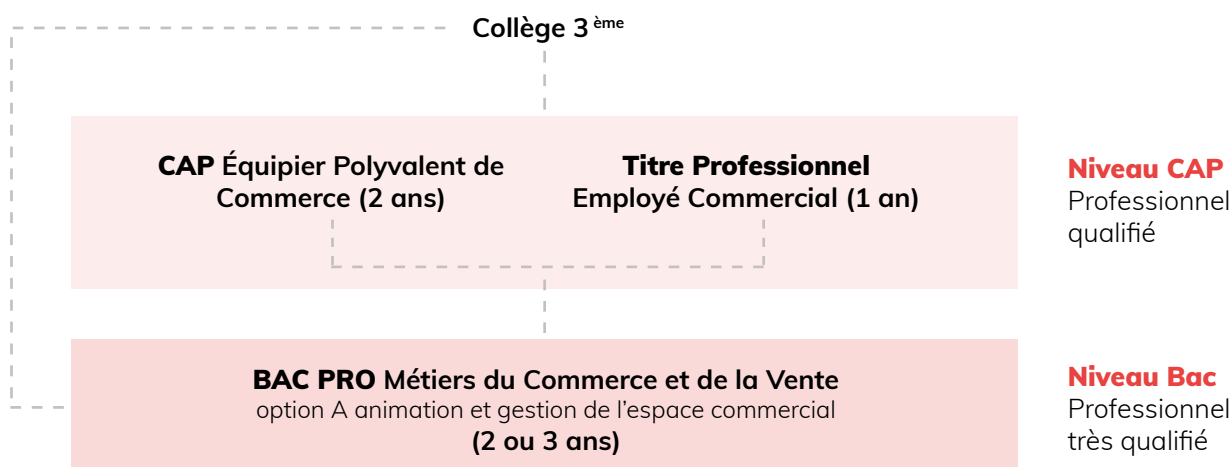 Collège 3 ème
CAP Équipier Polyvalent de
Commerce (2 ans)
Titre Professionnel
Employé Commercial (1 an)
Niveau CAP
Professionnel
qualifié
BAC PRO Métiers du Commerce et de la Vente
option A animation et gestion de l'espace commercial
(2 ou 3 ans)
Niveau Bac
Professionnel
très qualifié